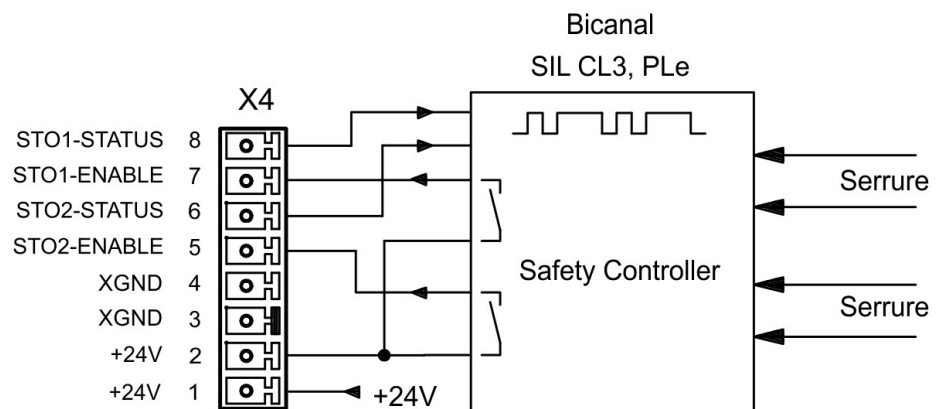 Bicanal
SIL CL3, PLe
X4
STO1-STATUS 8
STO1-ENABLE 7
STO2-STATUS 6
STO2-ENABLE 5
XGND 4
XGND 3
+24V 2
+24V 1
+24V
Safety Controller
Serrure
Serrure